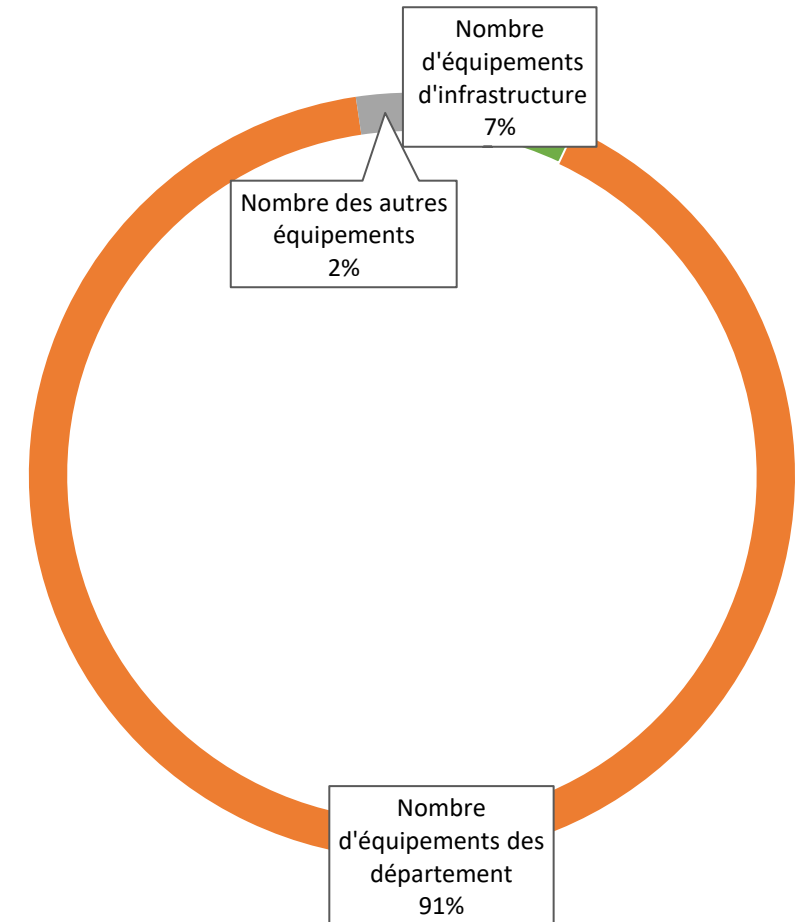 Nombre
d'équipements
d'infrastructure
7%
Nombre des autres
équipements
2%
Nombre
d'équipements des
département
91%